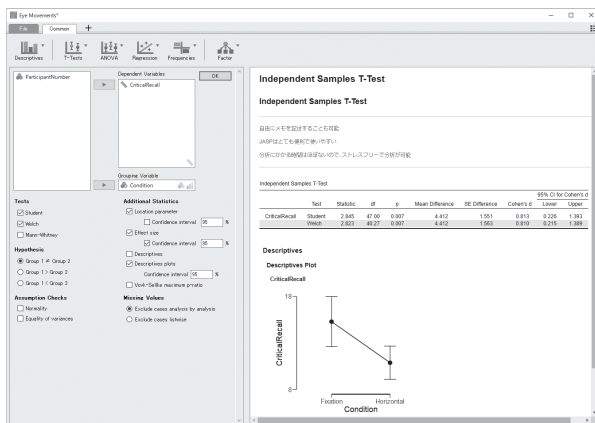 Eye Movements*
File Common +
Descriptives T-Tests ANOVA Regression Frequencies Factor
ParticipantNumber
Dependent Variables
OK
CriticalRecall
Grouping Variable
Condition
Tests
Student
Welch
Mann-Whitney
Hypothesis
Group 1 ≠ Group 2
Group 1 > Group 2
Group 1 < Group 2
Assumption Checks
Normality
Equality of variances
Additional Statistics
Location parameter
Confidence interval 95 %
Effect size
Confidence interval 95 %
Descriptives
Descriptives plots
Confidence interval 95 %
Vovk-Sellke maximum p-ratio
Missing Values
Exclude cases analysis by analysis
Exclude cases listwise
Independent Samples T-Test
Independent Samples T-Test
自由にメモを記述することも可能
JASPはとても便利で使いやすい
分析にかかる時間はほぼないので、ストレスフリーで分析が可能
Independent Samples T-Test
95% CI for Cohen's d
Test Statistic df p Mean Difference SE Difference Cohen's d Lower Upper
CriticalRecall Student 2.845 47.00 0.007 4.412 1.551 0.813 0.226 1.393
Welch 2.823 40.27 0.007 4.412 1.563 0.810 0.215 1.389
Descriptives
Descriptives Plot
CriticalRecall
18
CriticalRecall
8
Fixation Horizontal
Condition